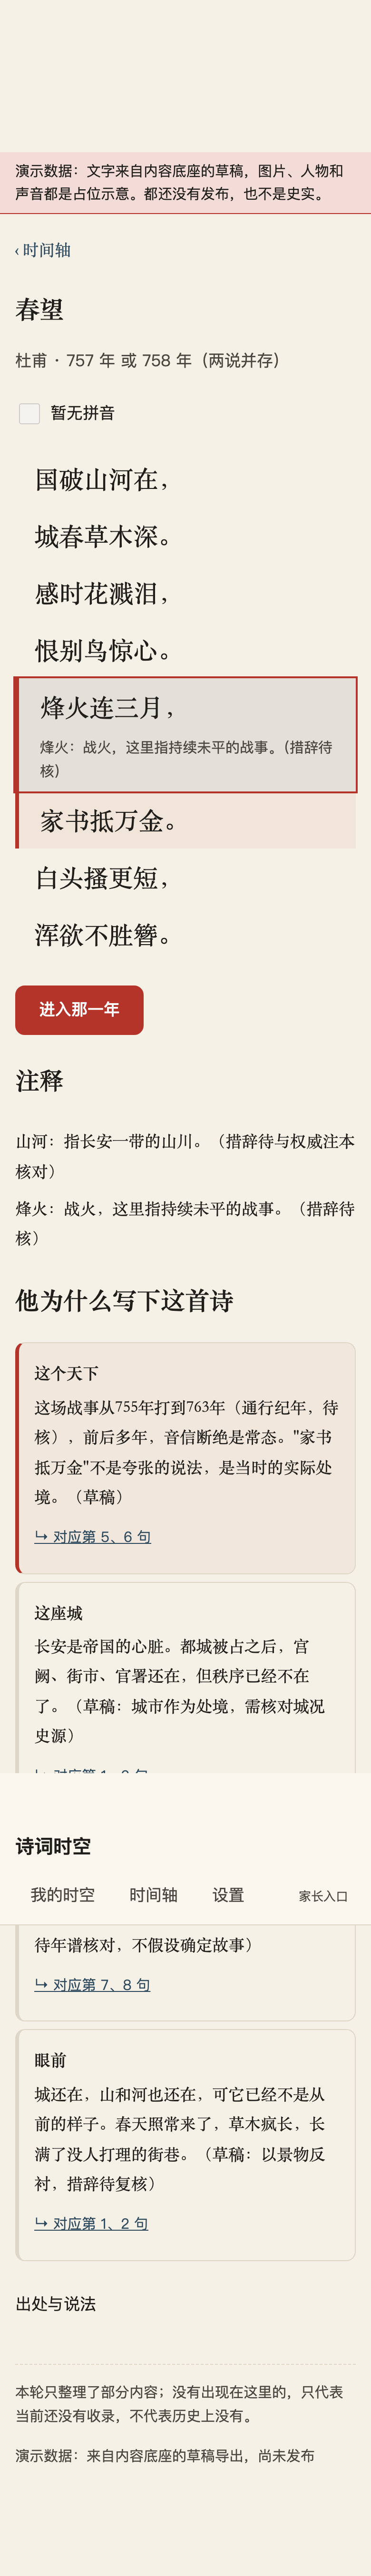 演示数据：文字来自内容底座的草稿，图片、人物和
声音都是占位示意。都还没有发布，也不是史实。
‹ 时间轴
春望
杜甫 · 757 年 或 758 年（两说并存）
暂无拼音
国破山河在，
城春草木深。
感时花溅泪，
恨别鸟惊心。
烽火连三月，
烽火：战火，这里指持续未平的战事。（措辞待
核）
家书抵万金。
白头搔更短，
浑欲不胜簪。
进入那一年
注释
山河：指长安一带的山川。（措辞待与权威注本
核对）
烽火：战火，这里指持续未平的战事。（措辞待
核）
他为什么写下这首诗
这个天下
这场战事从755年打到763年（通行纪年，待
核），前后多年，音信断绝是常态。"家书
抵万金"不是夸张的说法，是当时的实际处
境。（草稿）
↳ 对应第 5、6 句
这座城
长安是帝国的心脏。都城被占之后，宫
阙、街市、官署还在，但秩序已经不在
了。（草稿：城市作为处境，需核对城况
史源）
诗词时空
我的时空 时间轴 设置 家长入口
待年谱核对，不假设确定故事）
↳ 对应第 7、8 句
眼前
城还在，山和河也还在，可它已经不是从
前的样子。春天照常来了，草木疯长，长
满了没人打理的街巷。（草稿：以景物反
衬，措辞待复核）
↳ 对应第 1、2 句
出处与说法
本轮只整理了部分内容；没有出现在这里的，只代表
当前还没有收录，不代表历史上没有。
演示数据：来自内容底座的草稿导出，尚未发布